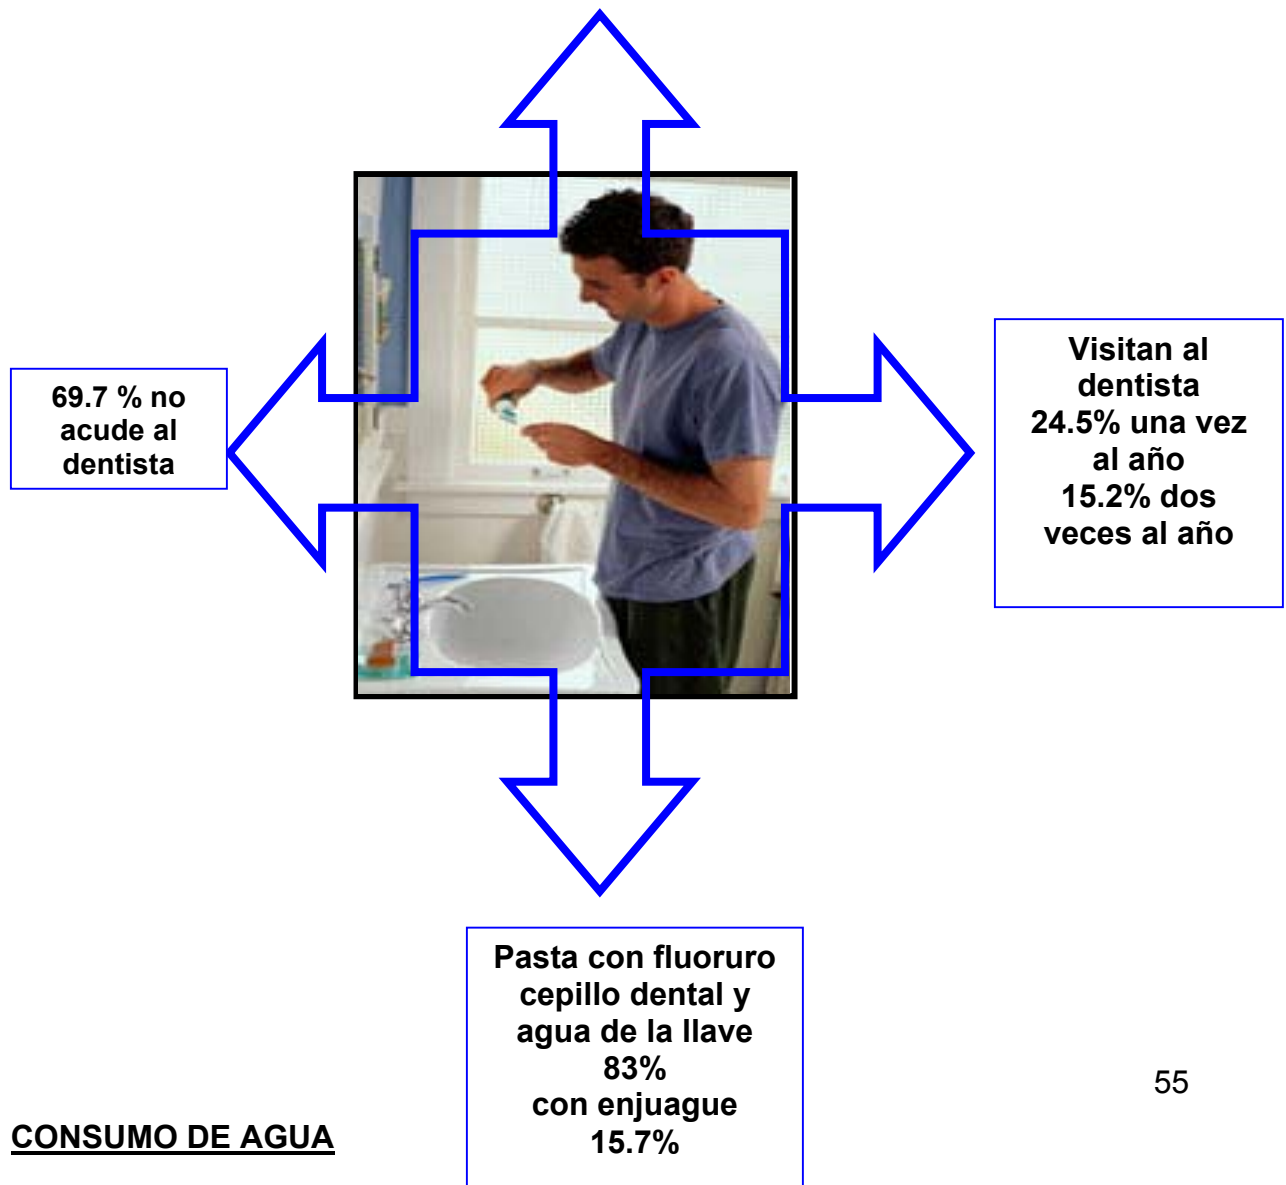 69.7 % no
acude al
dentista
Visitan al
dentista
24.5% una vez
al año
15.2% dos
veces al año
Pasta con fluoruro
cepillo dental y
agua de la llave
83%
con enjuague
15.7%
55
CONSUMO DE AGUA